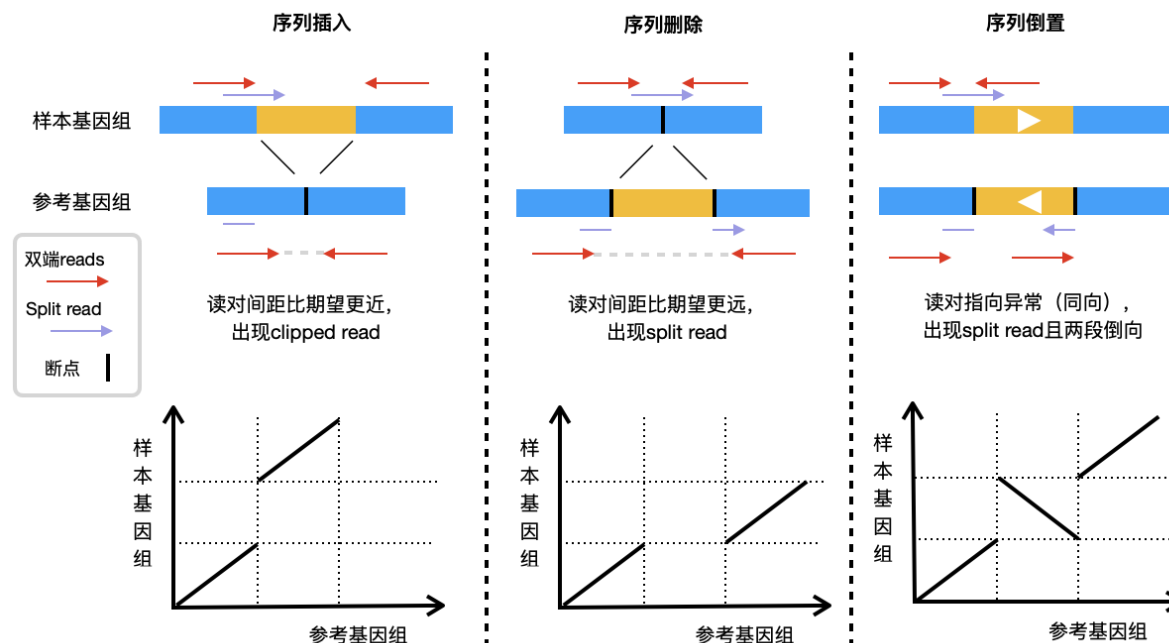 序列插入
序列删除
序列倒置
样本基因组
参考基因组
双端reads
Split read
断点
读对间距比期望更近，
出现clipped read
读对间距比期望更远，
出现split read
读对指向异常（同向），
出现split read且两段倒向
样本基因组
参考基因组
样本基因组
参考基因组
样本基因组
参考基因组